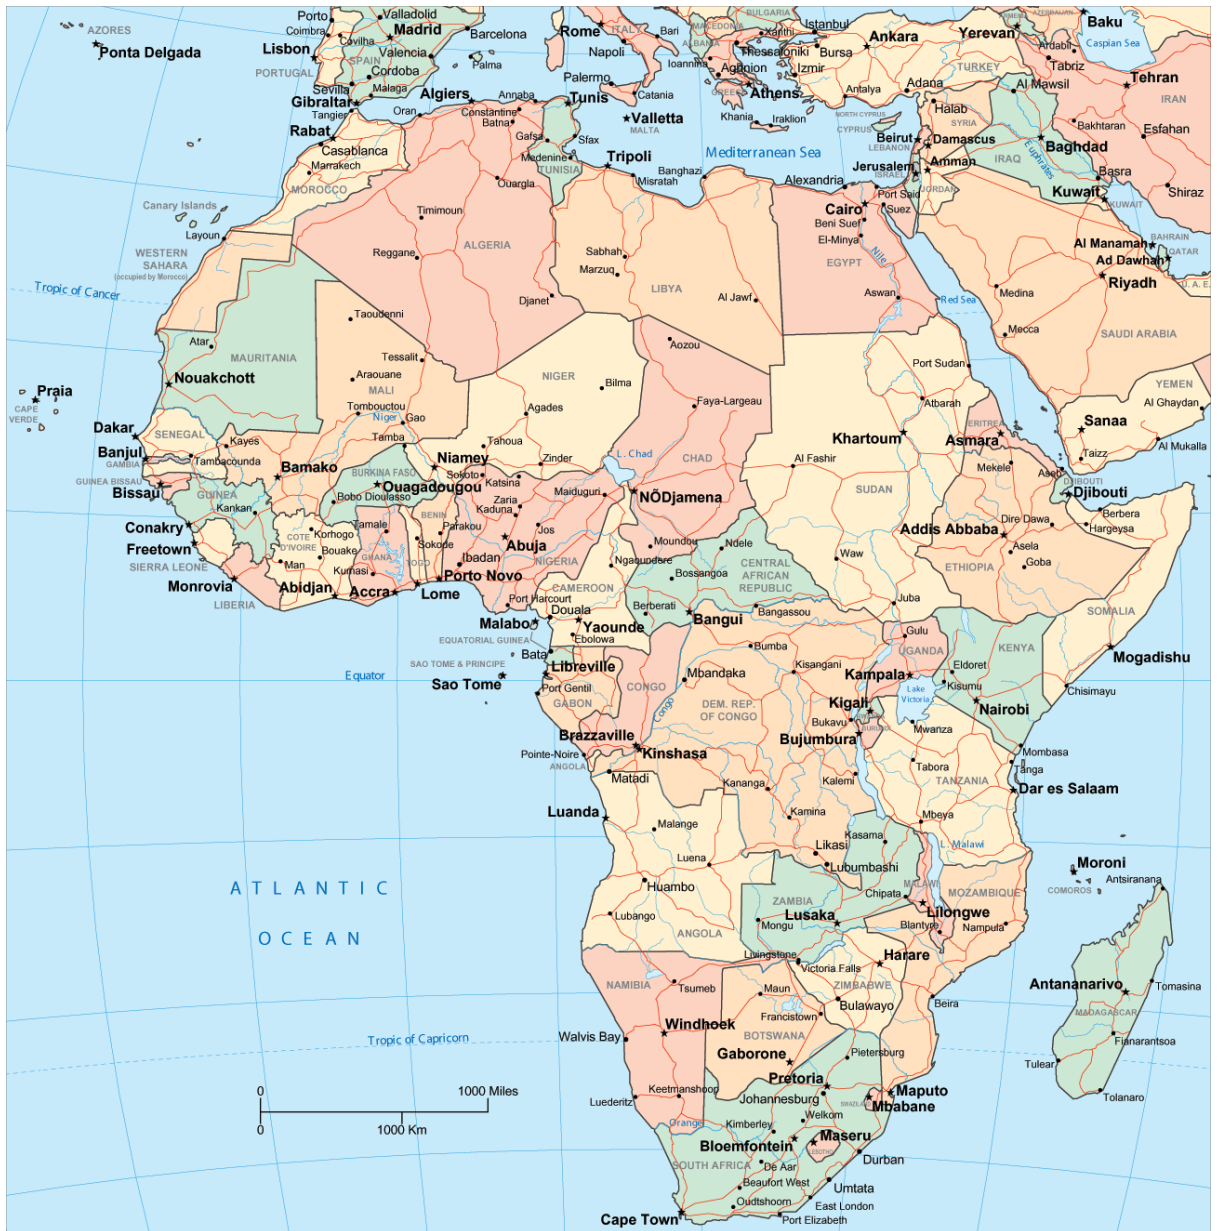 AZORES
Ponta Delgada
Porto
Coimbra
Covilha
Lisbon
PORTUGAL
Valladolid
Madrid
SPAIN
Valencia
Cordoba
Sevilla
Malaga
Gibraltar
Tangier
Barcelona
Palma
Rome
ITALY
Bari
Napoli
Palermo
Catania
Valletta
MALTA
BULGARIA
MACEDONIA
ALBANIA
Xanthi
Thessaloniki
Ioannina
Agrinion
GREECE
Athens
Khania
Iraklion
Istanbul
Bursa
Izmir
Ankara
TURKEY
Antalya
Adana
Yerevan
ARMENIA
AZERBAIJAN
Baku
Caspian Sea
Ardabil
Tabriz
Tehran
IRAN
Al Mawsil
Bakhtaran
Esfahan
Shiraz
NORTH CYPRUS
CYPRUS
Halab
SYRIA
Beirut
LEBANON
Damascus
Jerusalem
ISRAEL
Amman
JORDAN
IRAQ
Euphrates
Baghdad
Basra
Kuwait
KUWAIT
Al Manamah
BAHRAIN
Ad Dawhah
QATAR
U. A. E.
Riyadh
Medina
Mecca
SAUDI ARABIA
Red Sea
YEMEN
Al Ghaydan
Sanaa
Taizz
Al Mukalla
Mediterranean Sea
Algiers
Oran
Annaba
Constantine
Batna
Tunis
Gafsa
Sfax
Medenine
TUNISIA
Tripoli
Misratah
Banghazi
Rabat
Casablanca
Marrakech
MOROCCO
Canary Islands
Layoun
WESTERN
SAHARA
(occupied by Morocco)
Tropic of Cancer
Ouargla
Timimoun
Reggane
ALGERIA
Djanet
Sabhah
Marzuq
LIBYA
Al Jawf
Alexandria
Port Said
Suez
Cairo
Beni Suef
El-Minya
EGYPT
Nile
Aswan
Atar
MAURITANIA
Nouakchott
Taoudenni
Tessalit
Araouane
MALI
Tombouctou
Niger
Gao
Tamba
NIGER
Bilma
Agades
Tahoua
Zinder
Niamey
Aozou
Faya-Largeau
CHAD
L. Chad
NÕDjamena
Moundou
Port Sudan
Atbarah
Khartoum
Al Fashir
SUDAN
Waw
Juba
ERITREA
Asmara
Mekele
Aseb
DJIBOUTI
Djibouti
Berbera
Hargeysa
Addis Abbaba
Dire Dawa
Asela
Goba
ETHIOPIA
SOMALIA
Mogadishu
Chisimayu
Praia
CAPE
VERDE
Dakar
SENEGAL
Banjul
GAMBIA
Tambacounda
Kayes
GUINEA BISSAU
Bissau
GUINEA
Kankan
Conakry
Freetown
SIERRA LEONE
Monrovia
LIBERIA
Bamako
BURKINA FASO
Ouagadougou
Bobo Dioulasso
COTE
D'IVOIRE
Korhogo
Bouake
Man
Abidjan
Tamale
GHANA
Kumasi
Accra
TOGO
Sokode
Lome
BENIN
Parakou
Porto Novo
Sokoto
Katsina
Zaria
Kaduna
Maiduguri
Jos
Abuja
Ibadan
NIGERIA
Port Harcourt
Ngaoundere
CAMEROON
Douala
Yaounde
Ebolowa
Malabo
EQUATORIAL GUINEA
Bata
SAO TOME & PRINCIPE
Sao Tome
Equator
Ndele
CENTRAL
AFRICAN
REPUBLIC
Bossangoa
Berberati
Bangui
Bangassou
Libreville
Port Gentil
GABON
CONGO
Congo
Brazzaville
Pointe-Noire
ANGOLA
Kinshasa
Matadi
Bumba
Mbandaka
Kisangani
DEM. REP.
OF CONGO
Bukavu
Kananga
Kalemi
Kamina
Likasi
Lubumbashi
Gulu
UGANDA
Kampala
KENYA
Eldoret
Kisumu
Nairobi
Mombasa
Lake
Victoria
Kigali
RWANDA
BURUNDI
Bujumbura
Mwanza
Tabora
TANZANIA
Tanga
Dar es Salaam
Mbeya
Luanda
Malange
Luena
Huambo
Lubango
ANGOLA
Kasama
Chipata
ZAMBIA
Lusaka
Mongu
Livingstone
L. Malawi
MALAWI
Lilongwe
Blantyre
MOZAMBIQUE
Nampula
Beira
Moroni
COMOROS
Antsiranana
Antananarivo
Tomasina
MADAGASCAR
Fianarantsoa
Tulear
Tolanaro
Victoria Falls
Harare
ZIMBABWE
Bulawayo
NAMIBIA
Tsumeb
Windhoek
Walvis Bay
Keetmanshoop
Luederitz
Maun
Francistown
BOTSWANA
Gaborone
Pietersburg
Pretoria
Johannesburg
Maputo
SWAZILAND
Mbabane
Welkom
Kimberley
Orange
Bloemfontein
Maseru
LESOTHO
Durban
SOUTH AFRICA
De Aar
Beaufort West
Umtata
Oudtshoorn
East London
Port Elizabeth
Cape Town
ATLANTIC
OCEAN
Tropic of Capricorn
0
1000 Miles
0
1000 Km